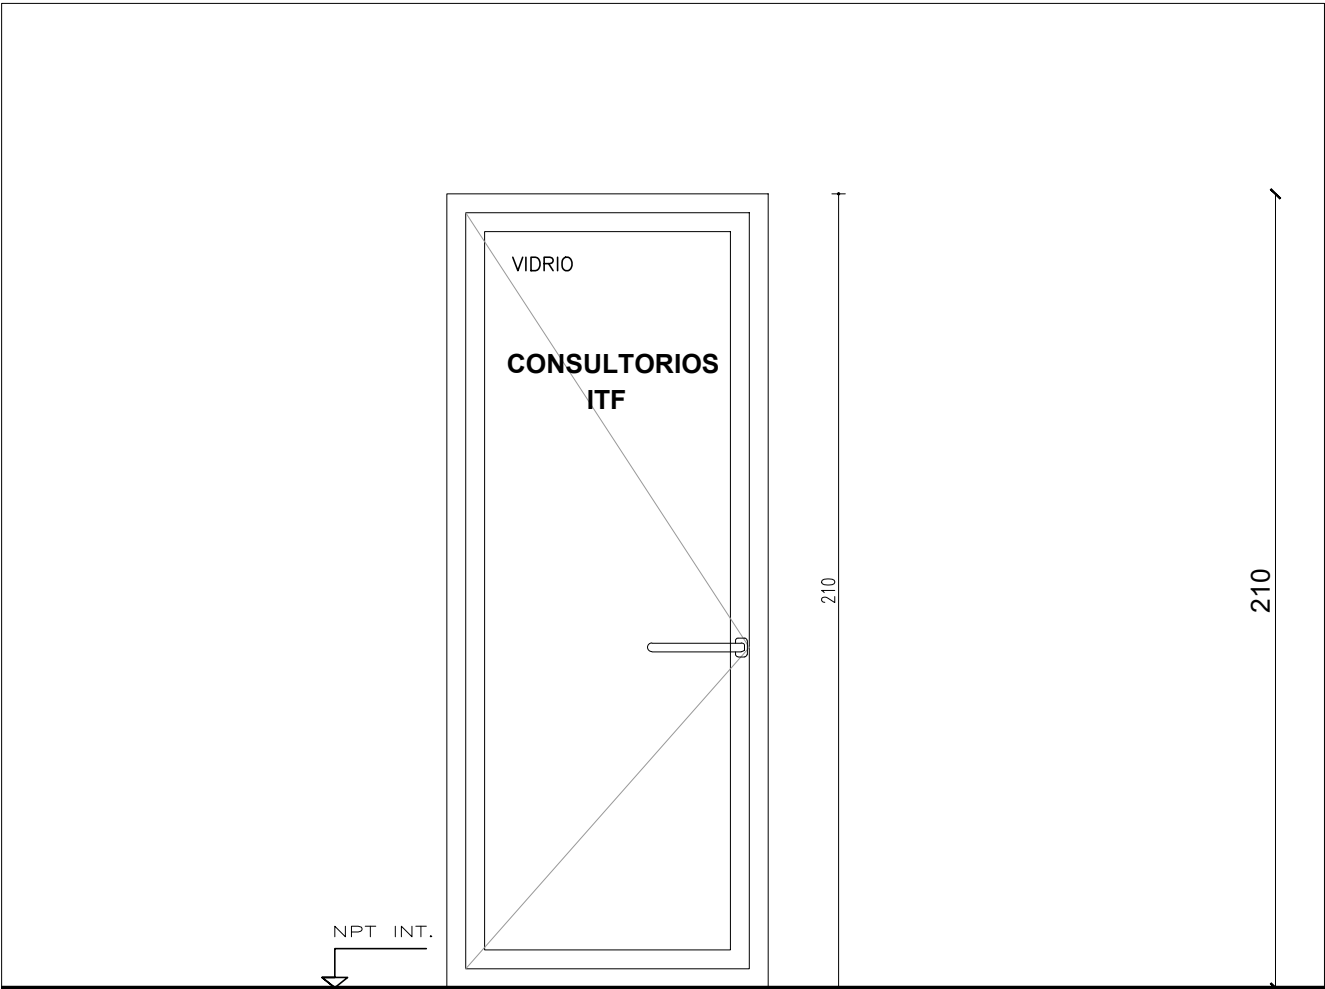 VIDRIO
CONSULTORIOS
ITF
210
210
NPT INT.